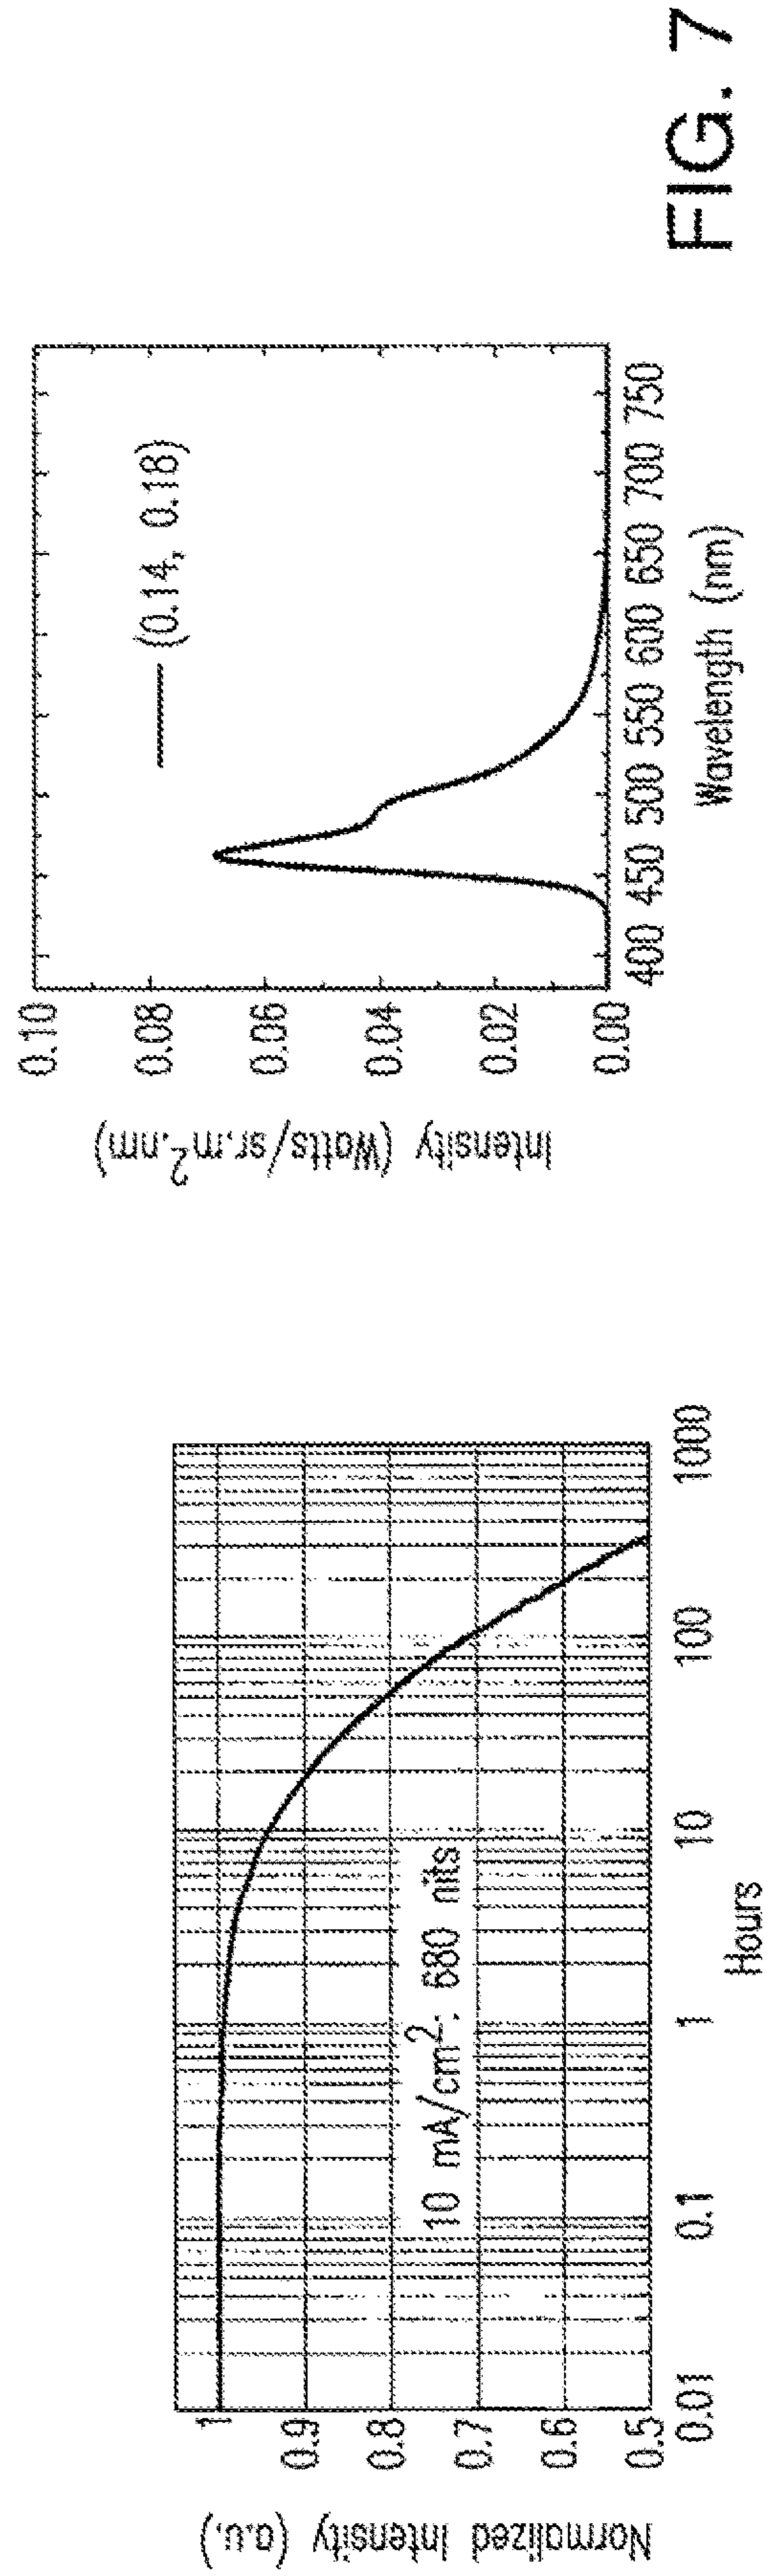 Normalized Intensity (a.u.)
1
0.9
0.8
0.7
0.6
0.5
10 mA/cm²: 680 nits
0.01
0.1
1
10
100
1000
Hours
Intensity (Watts/sr.m².nm)
0.10
0.08
0.06
0.04
0.02
0.00
(0.14, 0.18)
400 450 500 550 600 650 700 750
Wavelength (nm)
FIG. 7